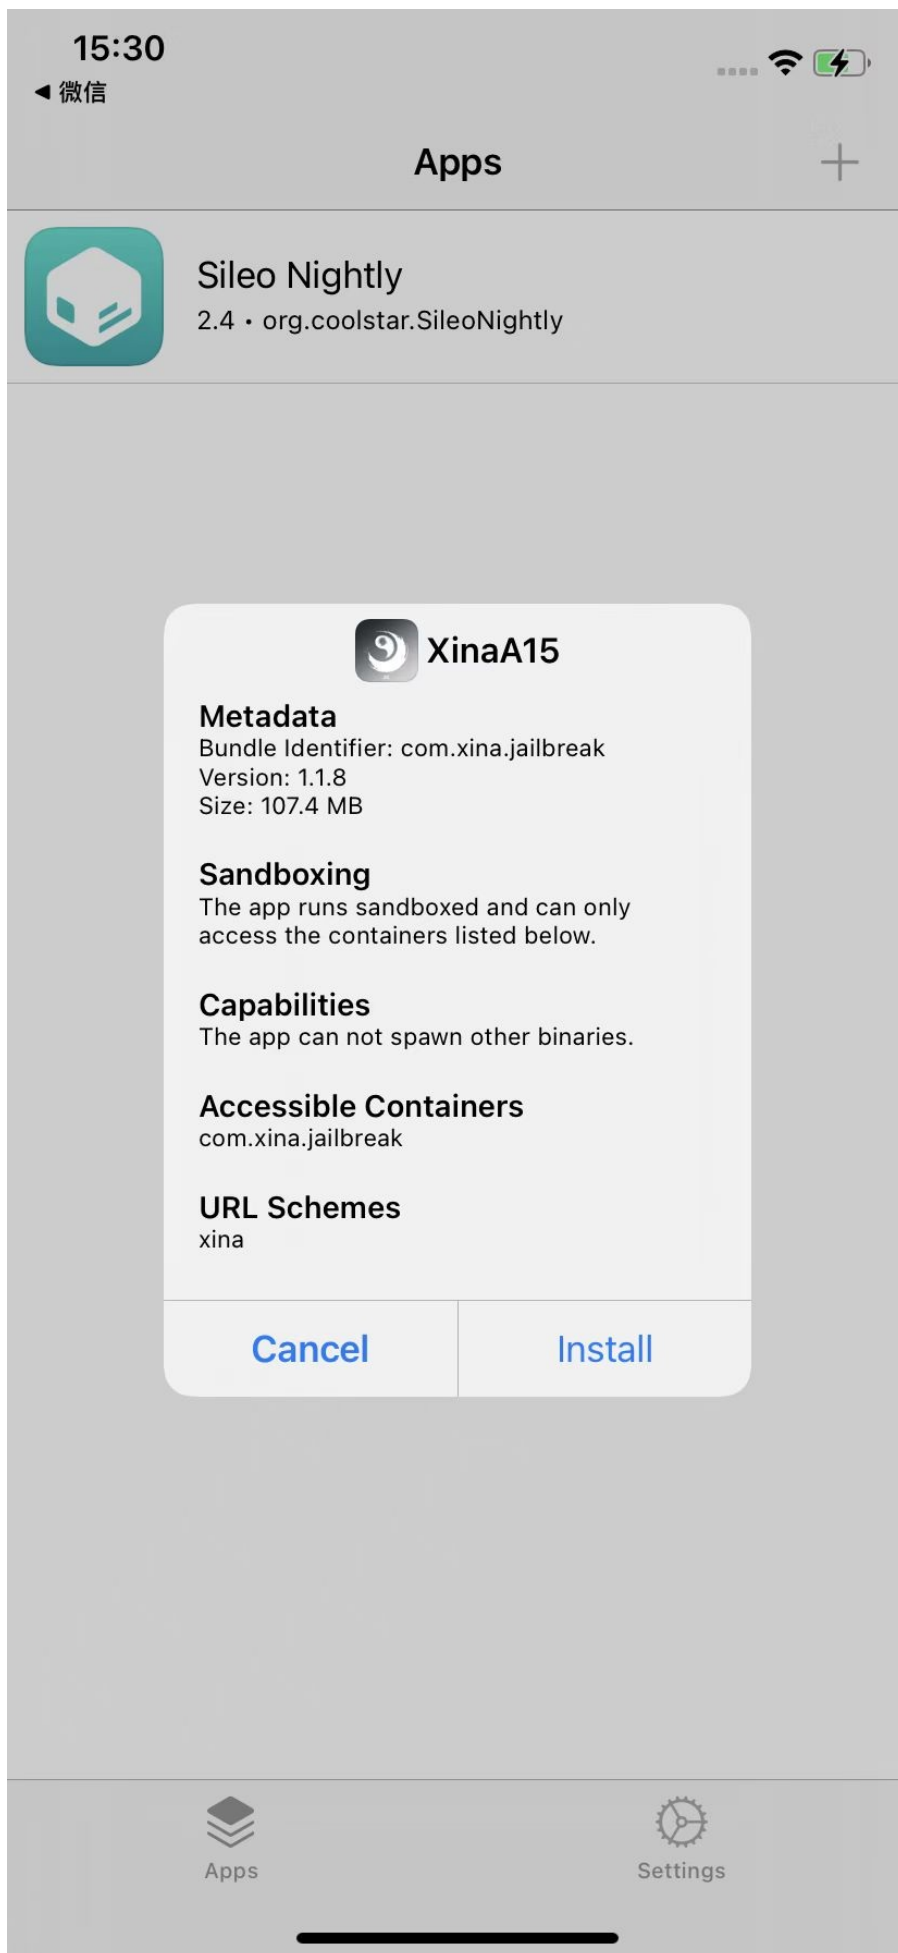 15:30
◀ 微信
Apps
Sileo Nightly
2.4 • org.coolstar.SileoNightly
XinaA15
Metadata
Bundle Identifier: com.xina.jailbreak
Version: 1.1.8
Size: 107.4 MB
Sandboxing
The app runs sandboxed and can only
access the containers listed below.
Capabilities
The app can not spawn other binaries.
Accessible Containers
com.xina.jailbreak
URL Schemes
xina
Cancel
Install
Apps
Settings